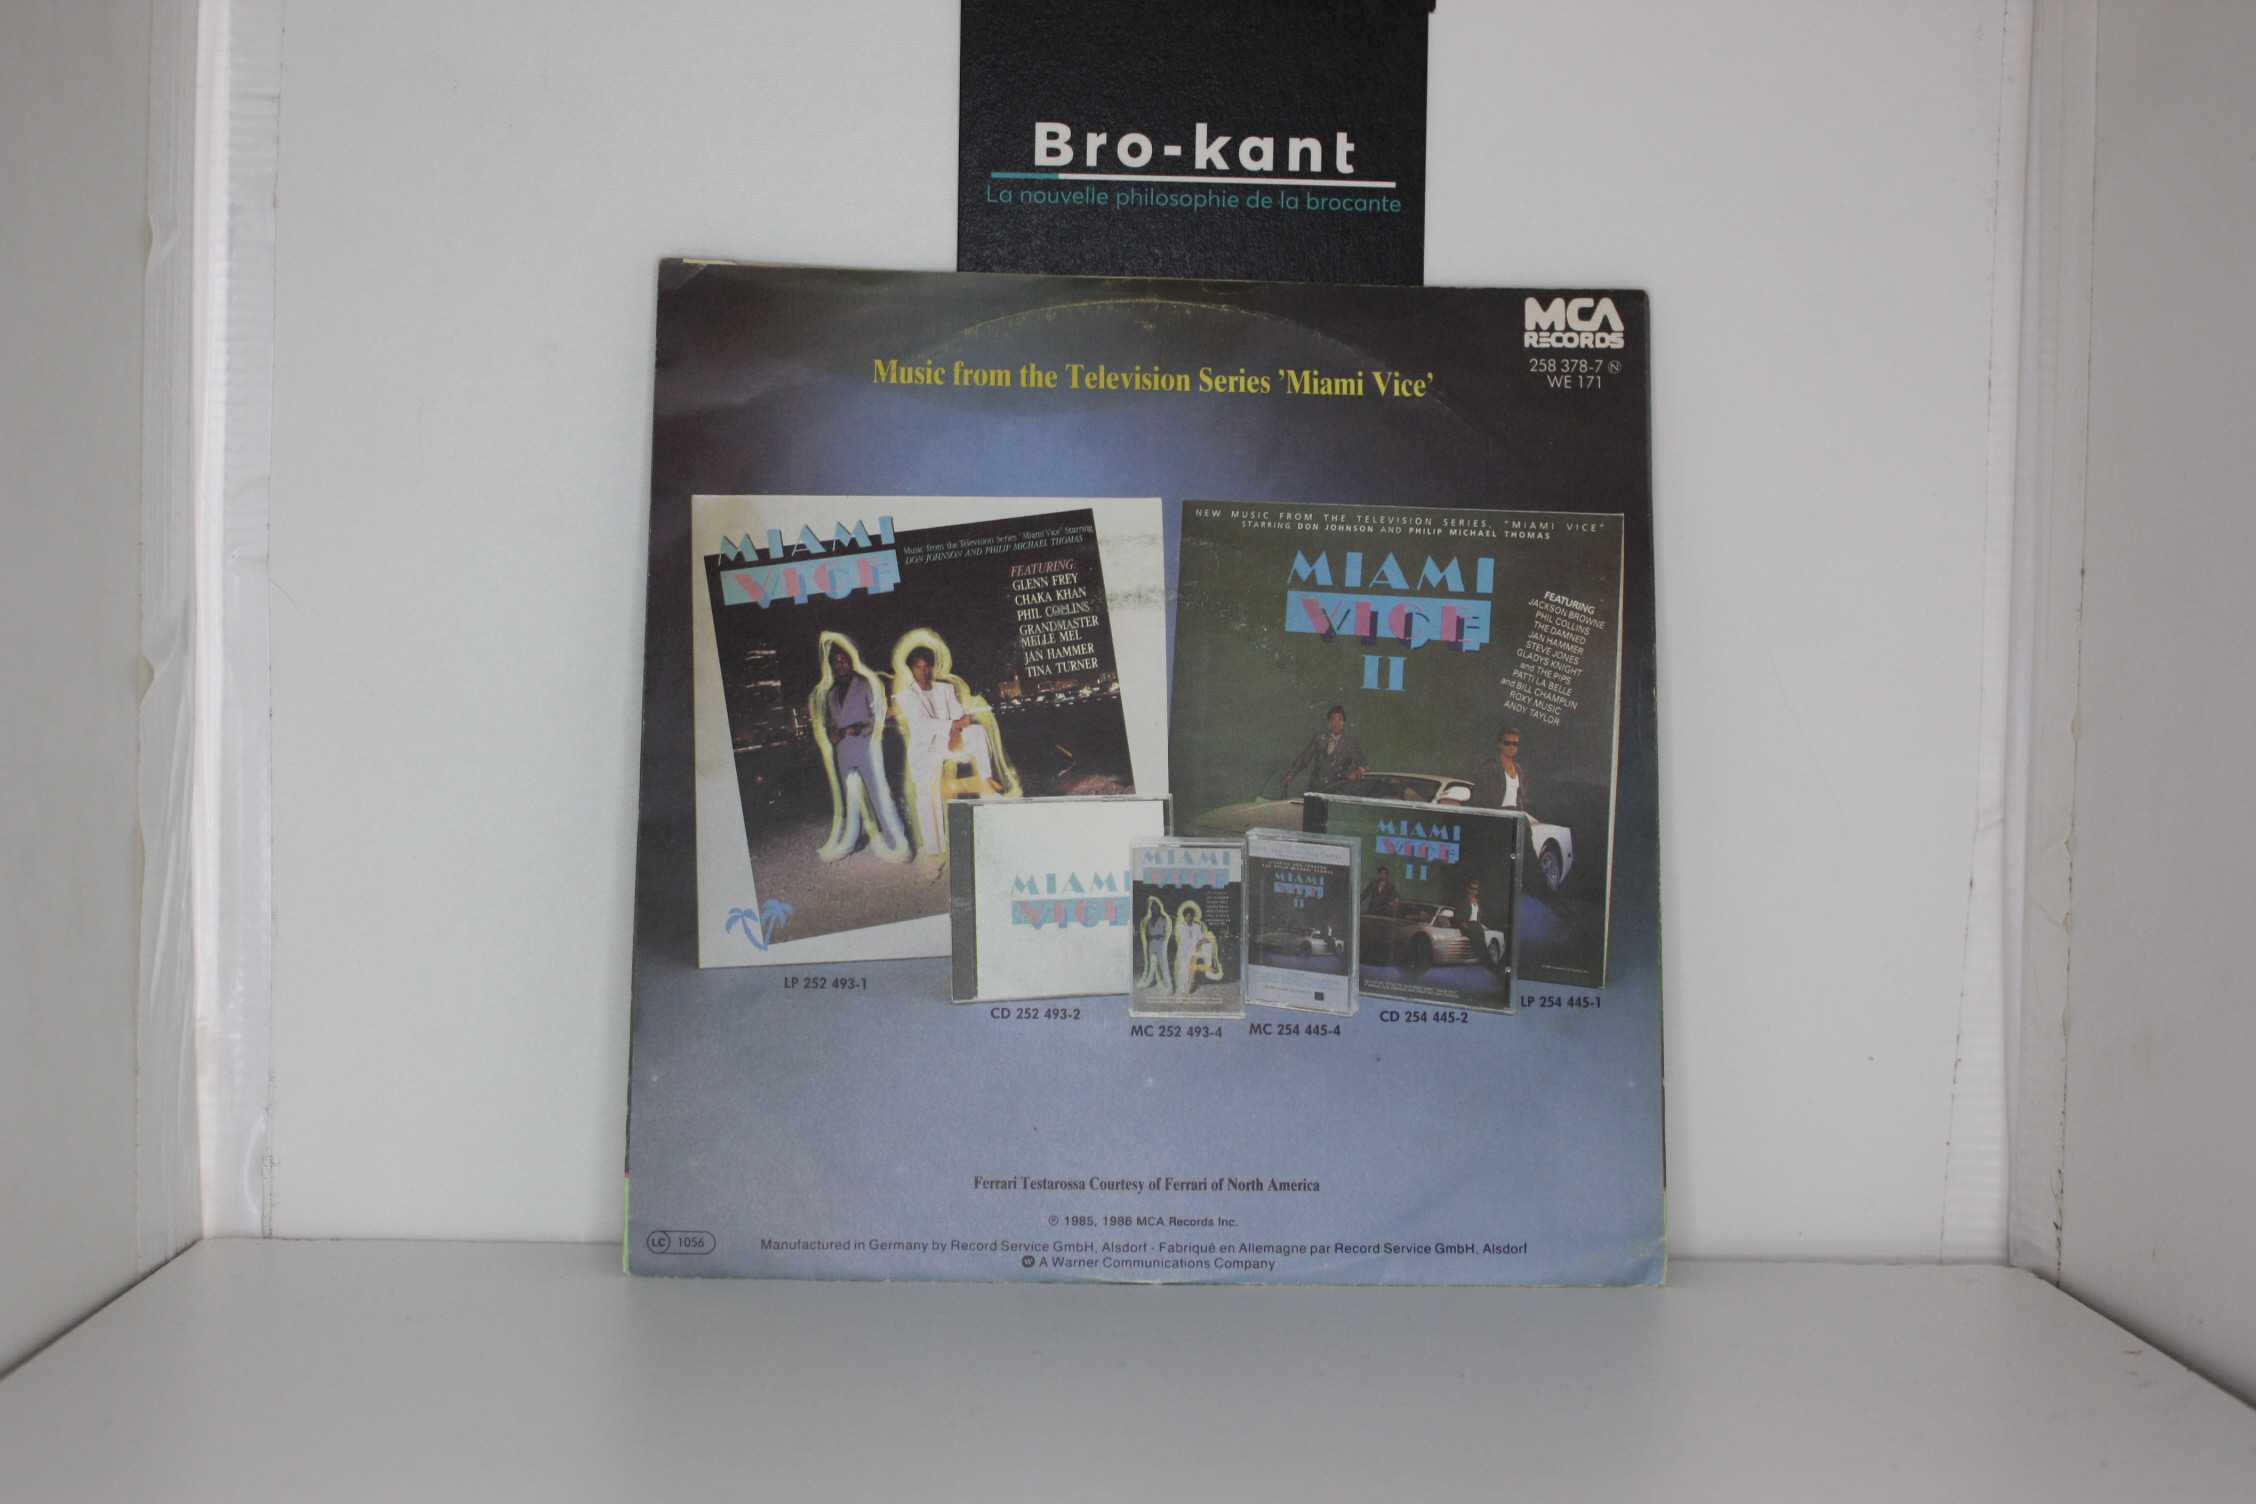 Bro-kant
La nouvelle philosophie de la brocante
MCA
RECORDS
258 378-7 Ⓝ
WE 171
Music from the Television Series 'Miami Vice'
MIAMI
VICE
Music from the Television Series "Miami Vice" Starring
DON JOHNSON AND PHILIP MICHAEL THOMAS
FEATURING:
GLENN FREY
CHAKA KHAN
PHIL COLLINS
GRANDMASTER
MELLE MEL
JAN HAMMER
TINA TURNER
NEW MUSIC FROM THE TELEVISION SERIES, "MIAMI VICE"
STARRING DON JOHNSON AND PHILIP MICHAEL THOMAS
MIAMI
VICE
II
FEATURING
JACKSON BROWNE
PHIL COLLINS
THE DAMNED
JAN HAMMER
STEVE JONES
GLADYS KNIGHT
and THE PIPS
PATTI LA BELLE
and BILL CHAMPLIN
ROXY MUSIC
ANDY TAYLOR
MIAMI
VICE
MIAMI
VICE
MIAMI
VICE
II
MIAMI
VICE
II
LP 252 493-1
CD 252 493-2
MC 252 493-4
MC 254 445-4
CD 254 445-2
LP 254 445-1
Ferrari Testarossa Courtesy of Ferrari of North America
℗ 1985, 1986 MCA Records Inc.
LC 1056
Manufactured in Germany by Record Service GmbH, Alsdorf - Fabriqué en Allemagne par Record Service GmbH, Alsdorf
A Warner Communications Company